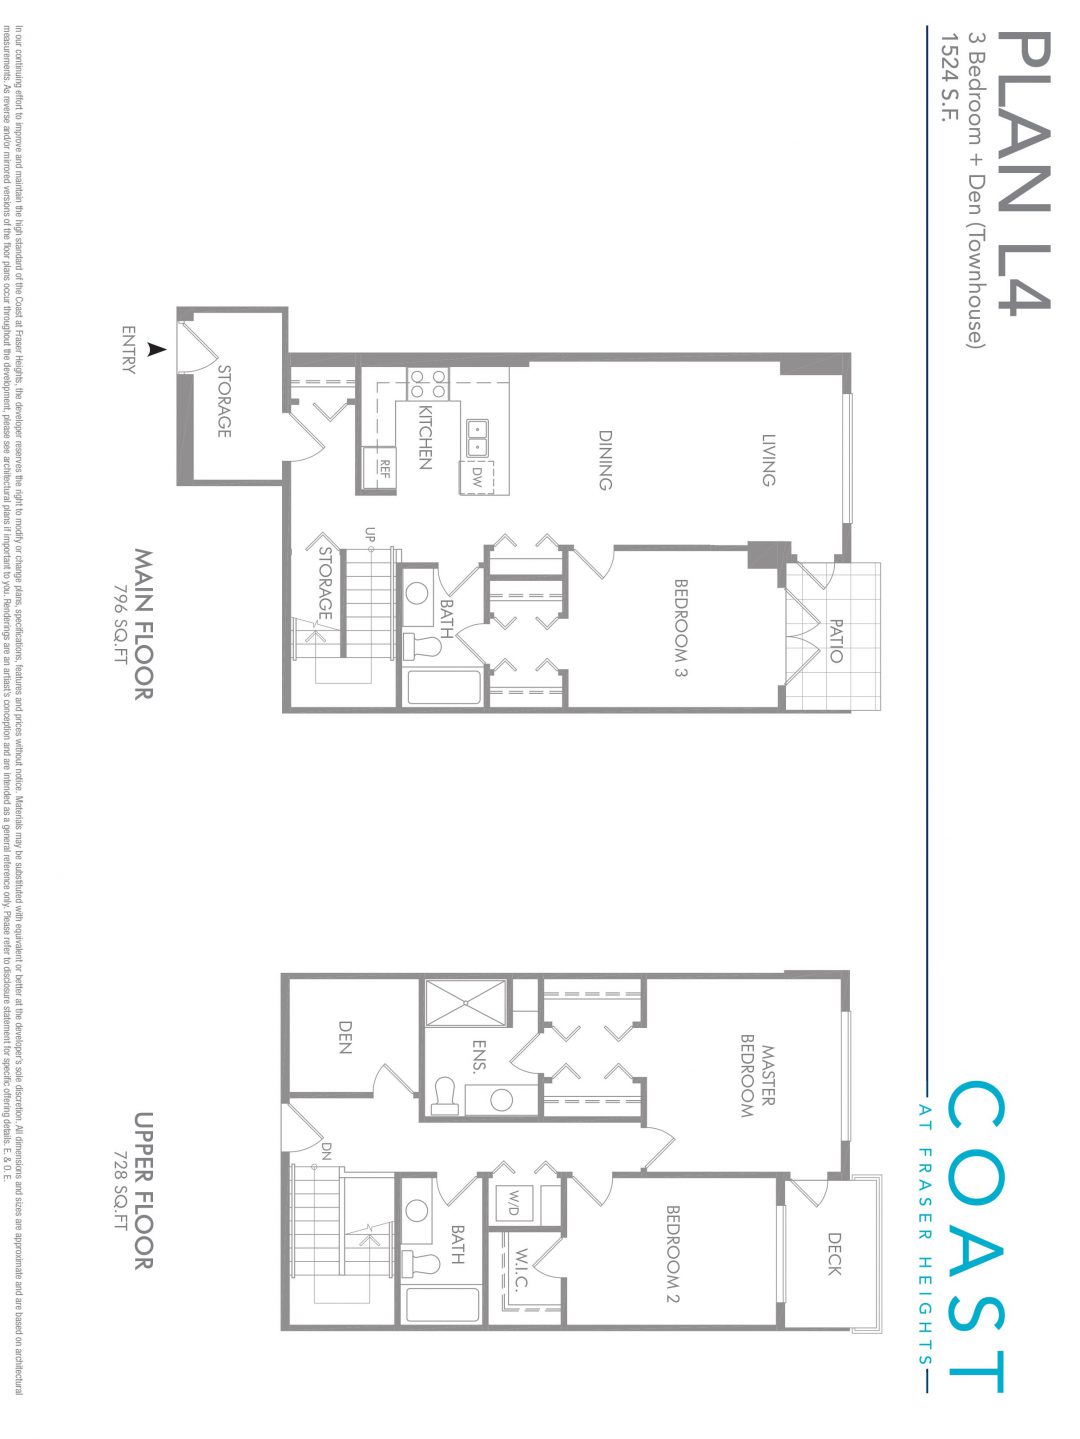 PLAN L4
3 Bedroom + Den (Townhouse)
1524 S.F.
COAST
AT FRASER HEIGHTS
PATIO
LIVING
BEDROOM 3
DINING
DW
KITCHEN
REF
BATH
UP
STORAGE
STORAGE
ENTRY
MAIN FLOOR
796 SQ.FT
DECK
MASTER
BEDROOM
BEDROOM 2
W/D
W.I.C.
ENS.
BATH
DEN
DN
UPPER FLOOR
728 SQ.FT
In our continuing effort to improve and maintain the high standard of the Coast at Fraser Heights, the developer reserves the right to modify or change plans, specifications, features and prices without notice. Materials may be substituted with equivalent or better at the developer's sole discretion. All dimensions and sizes are approximate and are based on architectural
measurements. As reverse and/or mirrored versions of the floor plans occur throughout the development, please see architectural plans if important to you. Renderings are an artiast's conception and are intended as a general reference only. Please refer to disclosure statement for specific offering details. E. & O. E.